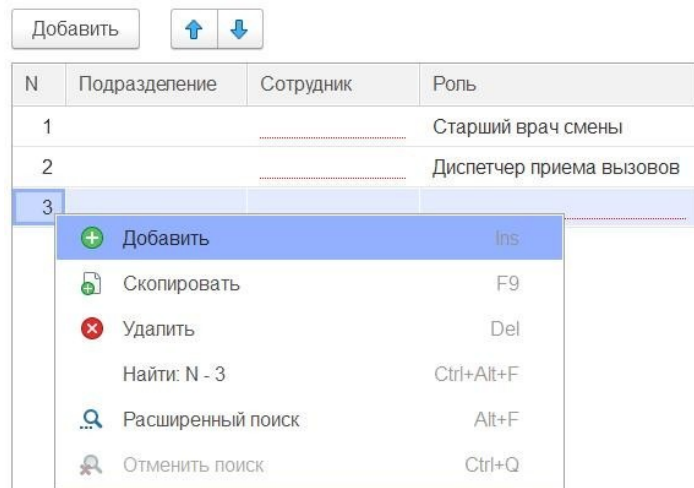 Добавить
N Подразделение Сотрудник Роль
1 Старший врач смены
2 Диспетчер приема вызовов
3
Добавить Ins
Скопировать F9
Удалить Del
Найти: N - 3 Ctrl+Alt+F
Расширенный поиск Alt+F
Отменить поиск Ctrl+Q